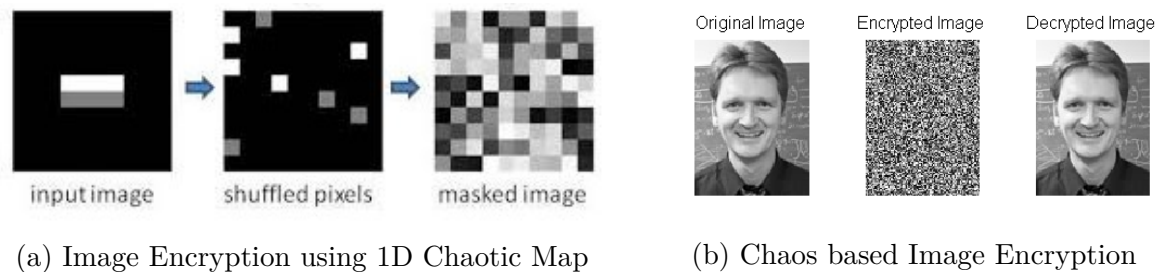 Original Image Encrypted Image Decrypted Image
input image shuffled pixels masked image
(a) Image Encryption using 1D Chaotic Map
(b) Chaos based Image Encryption